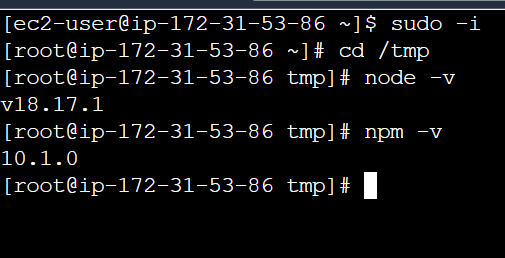 [ec2-user@ip-172-31-53-86 ~]$ sudo -i
[root@ip-172-31-53-86 ~]# cd /tmp
[root@ip-172-31-53-86 tmp]# node -v
v18.17.1
[root@ip-172-31-53-86 tmp]# npm -v
10.1.0
[root@ip-172-31-53-86 tmp]#